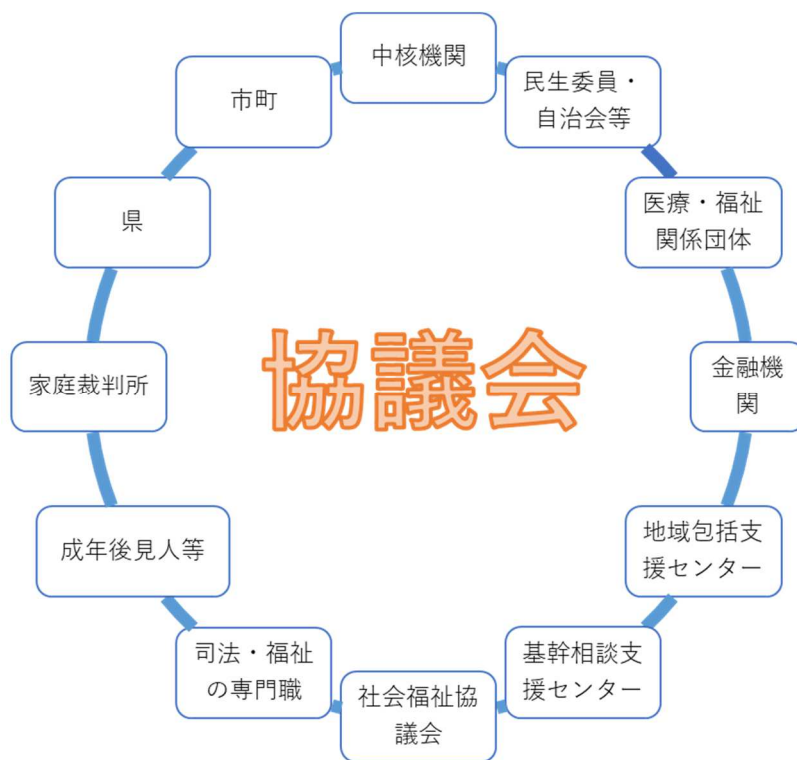 中核機関
民生委員・
自治会等
医療・福祉
関係団体
金融機
関
地域包括支
援センター
基幹相談支
援センター
社会福祉協
議会
司法・福祉
の専門職
成年後見人等
家庭裁判所
県
市町
協議会